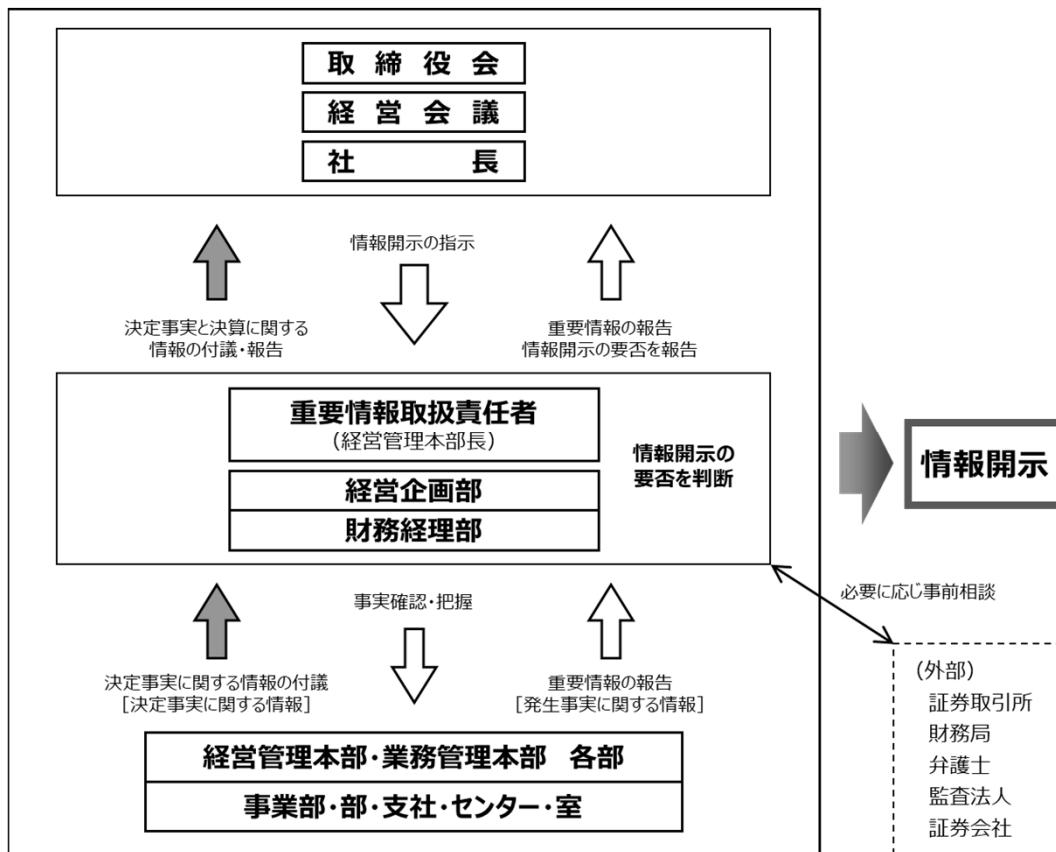 取締役会
経営会議
社長
情報開示の指示
決定事実と決算に関する
情報の付議・報告
重要情報の報告
情報開示の要否を報告
重要情報取扱責任者
（経営管理本部長）
経営企画部
財務経理部
情報開示の
要否を判断
情報開示
必要に応じ事前相談
事実確認・把握
決定事実に関する情報の付議
［決定事実に関する情報］
重要情報の報告
［発生事実に関する情報］
経営管理本部・業務管理本部 各部
事業部・部・支社・センター・室
（外部）
証券取引所
財務局
弁護士
監査法人
証券会社